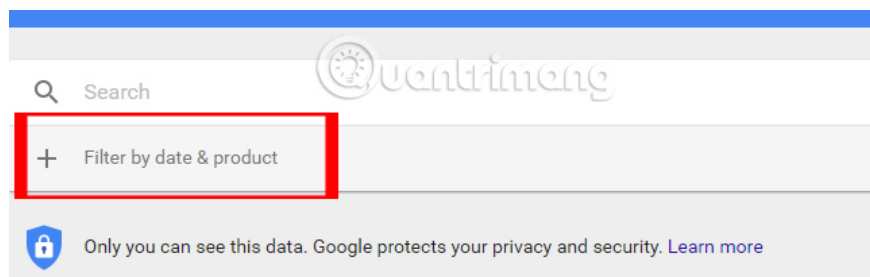 Quantrimang
Search
Filter by date & product
Only you can see this data. Google protects your privacy and security. Learn more